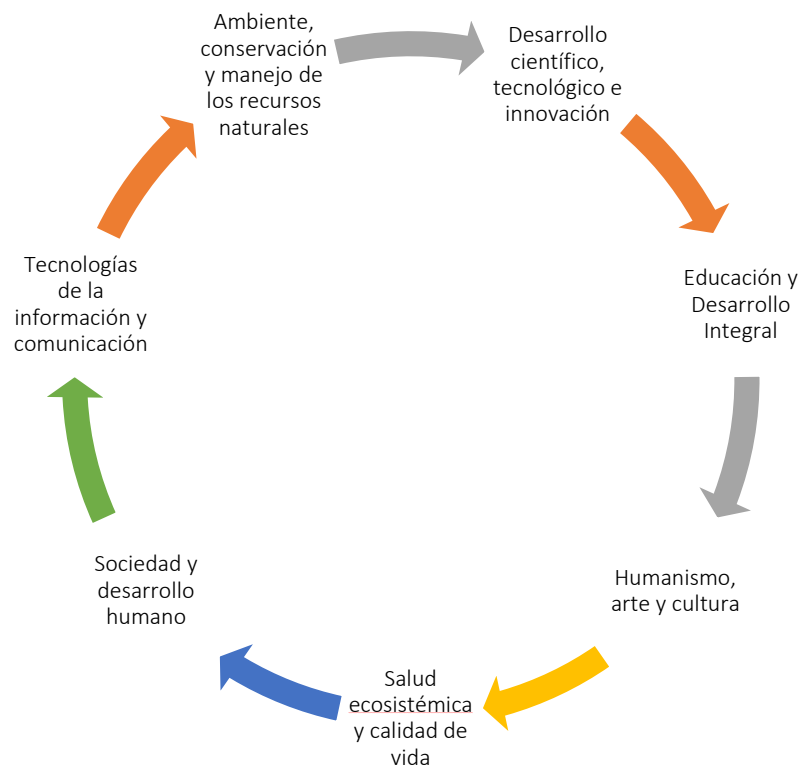 Ambiente,
conservación
y manejo de
los recursos
naturales
Desarrollo
científico,
tecnológico e
innovación
Educación y
Desarrollo
Integral
Humanismo,
arte y cultura
Salud
ecosistémica
y calidad de
vida
Sociedad y
desarrollo
humano
Tecnologías
de la
información y
comunicación